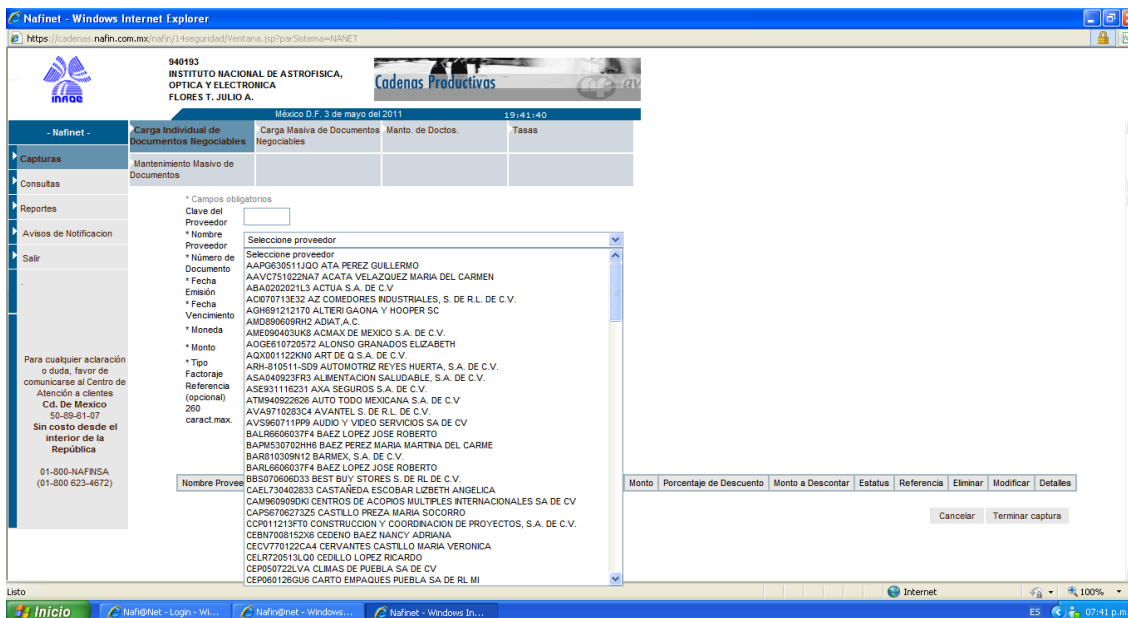 Nafinet - Windows Internet Explorer
https://cadenas.nafin.com.mx/nafin/14seguridad/Ventana.jsp?parSistema=NANET
INAOE
940193
INSTITUTO NACIONAL DE ASTROFISICA,
OPTICA Y ELECTRONICA
FLORES T. JULIO A.
Cadenas Productivas
México D.F. 3 de mayo del 2011
19:41:40
- Nafinet -
Capturas
Consultas
Reportes
Avisos de Notificacion
Salir
.
Para cualquier aclaración
o duda, favor de
comunicarse al Centro de
Atención a clientes
Cd. De Mexico
50-89-61-07
Sin costo desde el
interior de la
República
01-800-NAFINSA
(01-800 623-4672)
Carga Individual de
Documentos Negociables
Carga Masiva de Documentos
Negociables
Manto. de Doctos.
Tasas
Mantenimiento Masivo de
Documentos
* Campos obligatorios
Clave del
Proveedor
* Nombre
Proveedor
* Número de
Documento
* Fecha
Emisión
* Fecha
Vencimiento
* Moneda
* Monto
* Tipo
Factoraje
Referencia
(opcional)
260
caract.max.
Seleccione proveedor
Seleccione proveedor
AAPG630511JQO ATA PEREZ GUILLERMO
AAVC751022NA7 ACATA VELAZQUEZ MARIA DEL CARMEN
ABA0202021L3 ACTUA S.A. DE C.V
ACI070713E32 AZ COMEDORES INDUSTRIALES, S. DE R.L. DE C.V.
AGH691212170 ALTIERI GAONA Y HOOPER SC
AMD890609RH2 ADIAT,A.C.
AME090403UK8 ACMAX DE MEXICO S.A. DE C.V.
AOGE610720572 ALONSO GRANADOS ELIZABETH
AQX001122KN0 ART DE Q S.A. DE C.V.
ARH-810511-SD9 AUTOMOTRIZ REYES HUERTA, S.A. DE C.V.
ASA040923FR3 ALIMENTACION SALUDABLE, S.A. DE C.V.
ASE931116231 AXA SEGUROS S.A. DE C.V.
ATM940922626 AUTO TODO MEXICANA S.A. DE C.V
AVA9710283C4 AVANTEL S. DE R.L. DE C.V.
AVS960711PP9 AUDIO Y VIDEO SERVICIOS SA DE CV
BALR6606037F4 BAEZ LOPEZ JOSE ROBERTO
BAPM530702HH6 BAEZ PEREZ MARIA MARTINA DEL CARME
BAR810309N12 BARMEX, S.A. DE C.V.
BARL6606037F4 BAEZ LOPEZ JOSE ROBERTO
BBS070606D33 BEST BUY STORES S. DE RL DE C.V.
CAEL730402833 CASTAÑEDA ESCOBAR LIZBETH ANGELICA
CAM960909DKI CENTROS DE ACOPIOS MULTIPLES INTERNACIONALES SA DE CV
CAPS6706273Z5 CASTILLO PREZA MARIA SOCORRO
CCP011213FT0 CONSTRUCCION Y COORDINACION DE PROYECTOS, S.A. DE C.V.
CEBN7008152X6 CEDENO BAEZ NANCY ADRIANA
CECV770122CA4 CERVANTES CASTILLO MARIA VERONICA
CELR720513LQ0 CEDILLO LOPEZ RICARDO
CEP050722LVA CLIMAS DE PUEBLA SA DE CV
CEP060126GU6 CARTO EMPAQUES PUEBLA SA DE RL MI
Nombre Provee
Monto
Porcentaje de Descuento
Monto a Descontar
Estatus
Referencia
Eliminar
Modificar
Detalles
Cancelar
Terminar captura
Listo
Internet
100%
Inicio
Nafi@Net - Login - Wi...
Nafin@net - Windows...
Nafinet - Windows In...
ES
07:41 p.m.